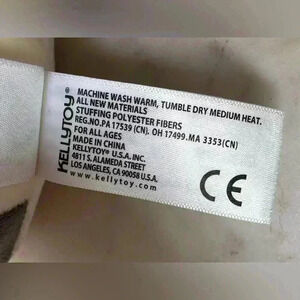 KELLYTOY®
MACHINE WASH WARM, TUMBLE DRY MEDIUM HEAT.
ALL NEW MATERIALS
STUFFING POLYESTER FIBERS
REG.NO.PA 17539 (CN). OH 17499.MA 3353(CN)
FOR ALL AGES
MADE IN CHINA
KELLYTOY® U.S.A. INC.
4811 S. ALAMEDA STREET
LOS ANGELES, CA 90058 U.S.A.
www.kellytoy.com
CE